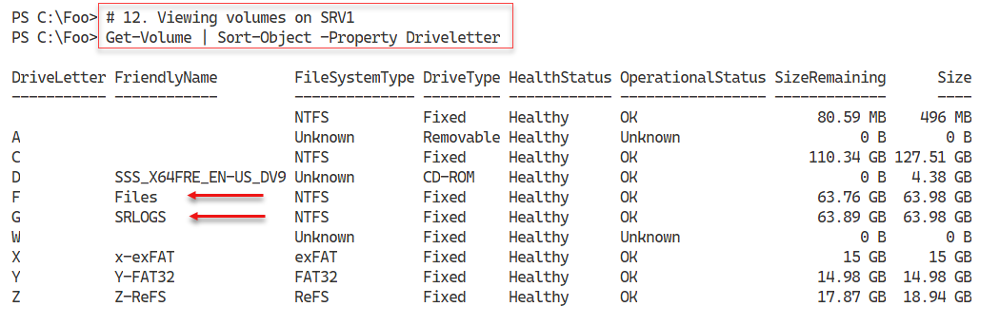 PS C:\Foo> # 12. Viewing volumes on SRV1
PS C:\Foo> Get-Volume | Sort-Object -Property Driveletter
DriveLetter FriendlyName FileSystemType DriveType HealthStatus OperationalStatus SizeRemaining Size
----------- ------------ -------------- --------- ------------ ----------------- ------------- ----
NTFS Fixed Healthy OK 80.59 MB 496 MB
A Unknown Removable Healthy Unknown 0 B 0 B
C NTFS Fixed Healthy OK 110.34 GB 127.51 GB
D SSS_X64FRE_EN-US_DV9 Unknown CD-ROM Healthy OK 0 B 4.38 GB
F Files NTFS Fixed Healthy OK 63.76 GB 63.98 GB
G SRLOGS NTFS Fixed Healthy OK 63.89 GB 63.98 GB
W Unknown Fixed Healthy Unknown 0 B 0 B
X x-exFAT exFAT Fixed Healthy OK 15 GB 15 GB
Y Y-FAT32 FAT32 Fixed Healthy OK 14.98 GB 14.98 GB
Z Z-ReFS ReFS Fixed Healthy OK 17.87 GB 18.94 GB